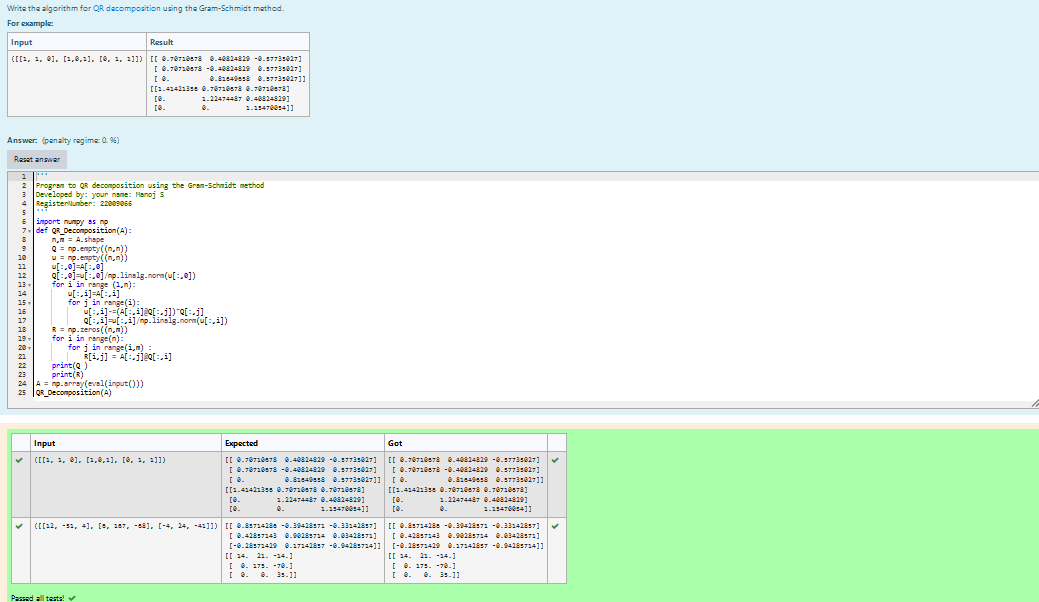 Write the algorithm for QR decomposition using the Gram-Schmidt method.
For example:
Input Result
([[1, 1, 0], [1,0,1], [0, 1, 1]]) [[ 0.70710678 0.40824829 -0.57735027]
[ 0.70710678 -0.40824829 0.57735027]
[ 0. 0.81649658 0.57735027]]
[[1.41421356 0.70710678 0.70710678]
[0. 1.22474487 0.40824829]
[0. 0. 1.15470054]]
Answer: (penalty regime: 0. %)
Reset answer
1 '''
2 Program to QR decomposition using the Gram-Schmidt method
3 Developed by: your name: Manoj S
4 RegisterNumber: 22009066
5 '''
6 import numpy as np
7 def QR_Decomposition(A):
8 n,m = A.shape
9 Q = np.empty((n,n))
10 u = np.empty((n,n))
11 u[:,0]=A[:,0]
12 Q[:,0]=u[:,0]/np.linalg.norm(u[:,0])
13 for i in range (1,n):
14 u[:,i]=A[:,i]
15 for j in range(i):
16 u[:,i]-=(A[:,i]@Q[:,j])*Q[:,j]
17 Q[:,i]=u[:,i]/np.linalg.norm(u[:,i])
18 R = np.zeros((n,m))
19 for i in range(n):
20 for j in range(i,m) :
21 R[i,j] = A[:,j]@Q[:,i]
22 print(Q )
23 print(R)
24 A = np.array(eval(input()))
25 QR_Decomposition(A)
Input Expected Got
([[1, 1, 0], [1,0,1], [0, 1, 1]]) [[ 0.70710678 0.40824829 -0.57735027] [[ 0.70710678 0.40824829 -0.57735027]
[ 0.70710678 -0.40824829 0.57735027] [ 0.70710678 -0.40824829 0.57735027]
[ 0. 0.81649658 0.57735027]] [ 0. 0.81649658 0.57735027]]
[[1.41421356 0.70710678 0.70710678] [[1.41421356 0.70710678 0.70710678]
[0. 1.22474487 0.40824829] [0. 1.22474487 0.40824829]
[0. 0. 1.15470054]] [0. 0. 1.15470054]]
([[12, -51, 4], [6, 167, -68], [-4, 24, -41]]) [[ 0.85714286 -0.39428571 -0.33142857] [[ 0.85714286 -0.39428571 -0.33142857]
[ 0.42857143 0.90285714 0.03428571] [ 0.42857143 0.90285714 0.03428571]
[-0.28571429 0.17142857 -0.94285714]] [-0.28571429 0.17142857 -0.94285714]]
[[ 14. 21. -14.] [[ 14. 21. -14.]
[ 0. 175. -70.] [ 0. 175. -70.]
[ 0. 0. 35.]] [ 0. 0. 35.]]
Passed all tests!